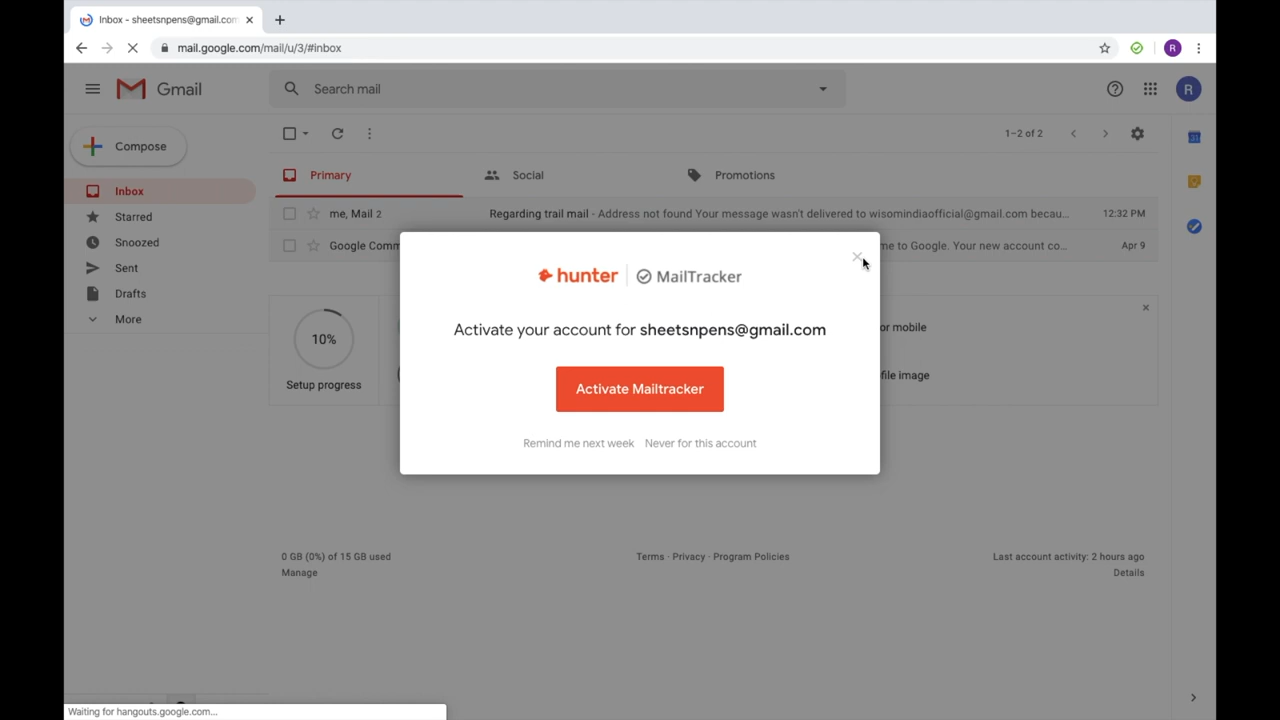 Inbox - sheetsnpens@gmail.com
mail.google.com/mail/u/3/#inbox
R
Gmail
Search mail
R
Compose
1–2 of 2
31
Primary
Social
Promotions
Inbox
Starred
Snoozed
Sent
Drafts
More
me, Mail 2
Regarding trail mail - Address not found Your message wasn't delivered to wisomindiaofficial@gmail.com becau...
12:32 PM
Google Comm
me to Google. Your new account co...
Apr 9
hunter
MailTracker
Activate your account for sheetsnpens@gmail.com
Activate Mailtracker
Remind me next week
Never for this account
10%
Setup progress
or mobile
file image
0 GB (0%) of 15 GB used
Manage
Terms · Privacy · Program Policies
Last account activity: 2 hours ago
Details
Waiting for hangouts.google.com...